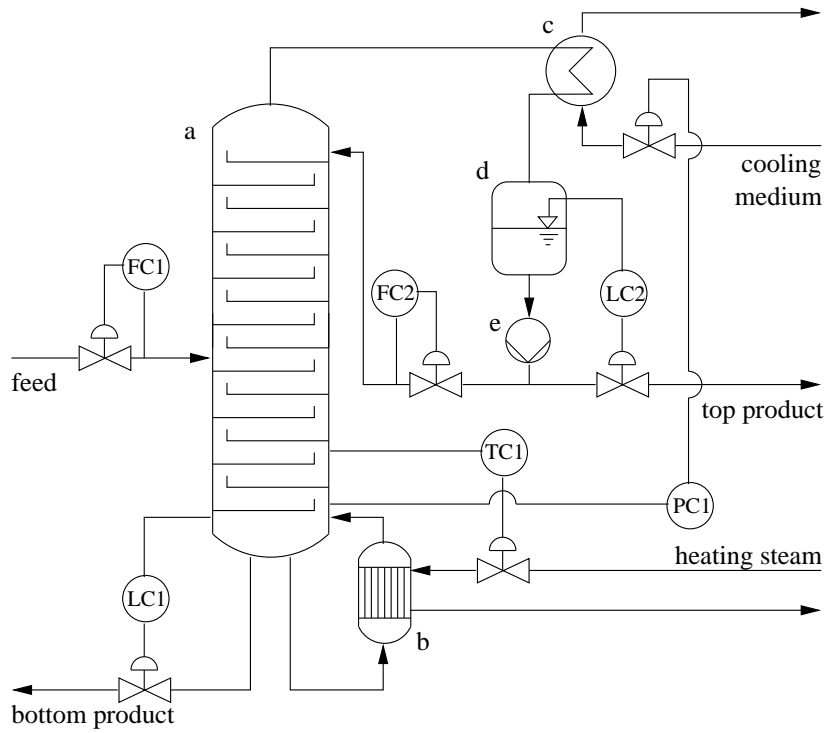 c
a
cooling
medium
d
FC1
FC2
LC2
e
feed
top product
TC1
PC1
heating steam
LC1
b
bottom product